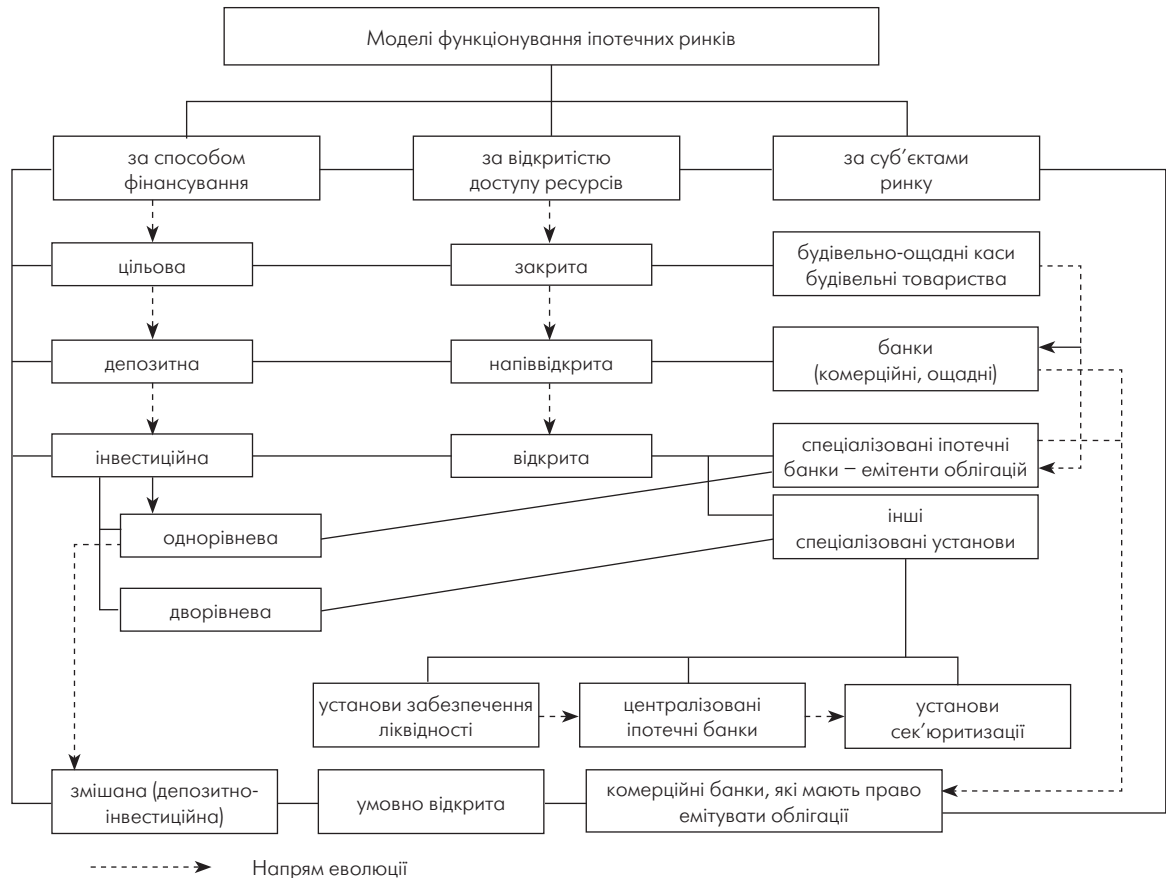 Моделі функціонування іпотечних ринків
за способом
фінансування
за відкритістю
доступу ресурсів
за суб’єктами
ринку
цільова
закрита
будівельно-ощадні каси
будівельні товариства
депозитна
напіввідкрита
банки
(комерційні, ощадні)
інвестиційна
відкрита
спеціалізовані іпотечні
банки – емітенти облігацій
однорівнева
інші
спеціалізовані установи
дворівнева
установи забезпечення
ліквідності
централізовані
іпотечні банки
установи
сек’юритизації
змішана (депозитно-
інвестиційна)
умовно відкрита
комерційні банки, які мають право
емітувати облігації
Напрям еволюції